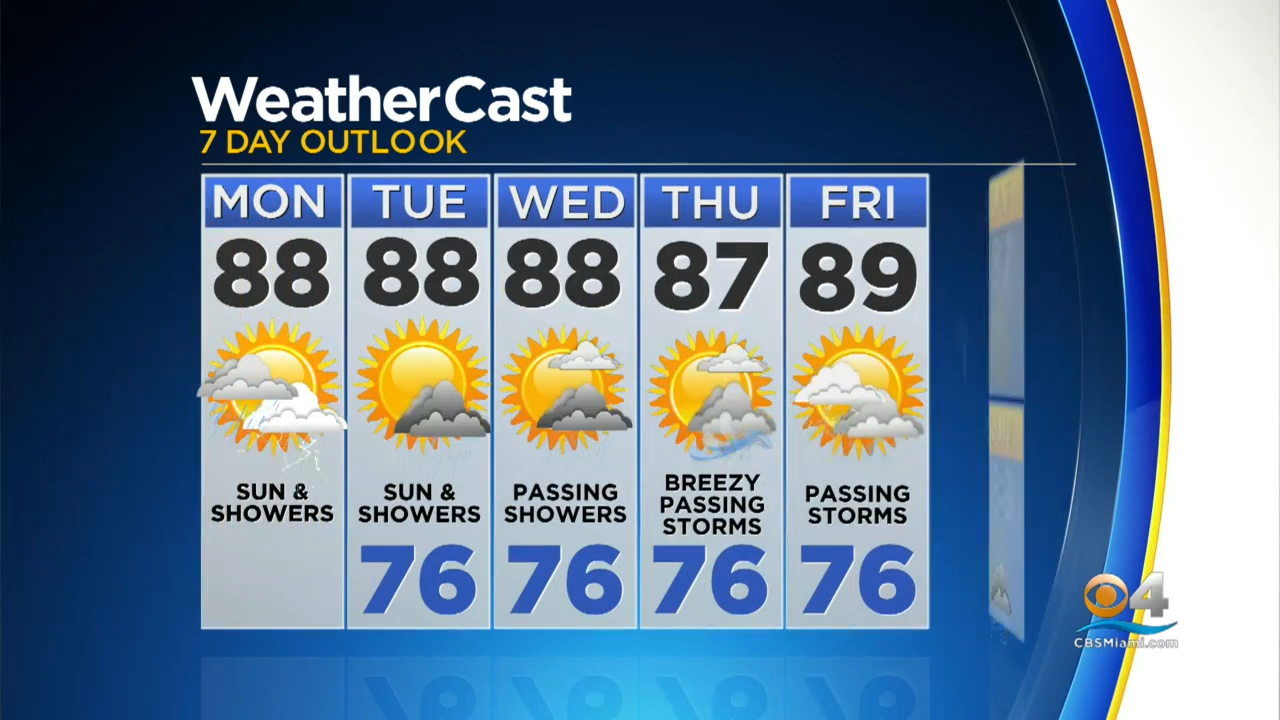 WeatherCast
7 DAY OUTLOOK
MON TUE WED THU FRI
88 88 88 87 89
SUN &
SHOWERS
SUN &
SHOWERS
PASSING
SHOWERS
BREEZY
PASSING
STORMS
PASSING
STORMS
76 76 76 76
4
CBSMiami.com